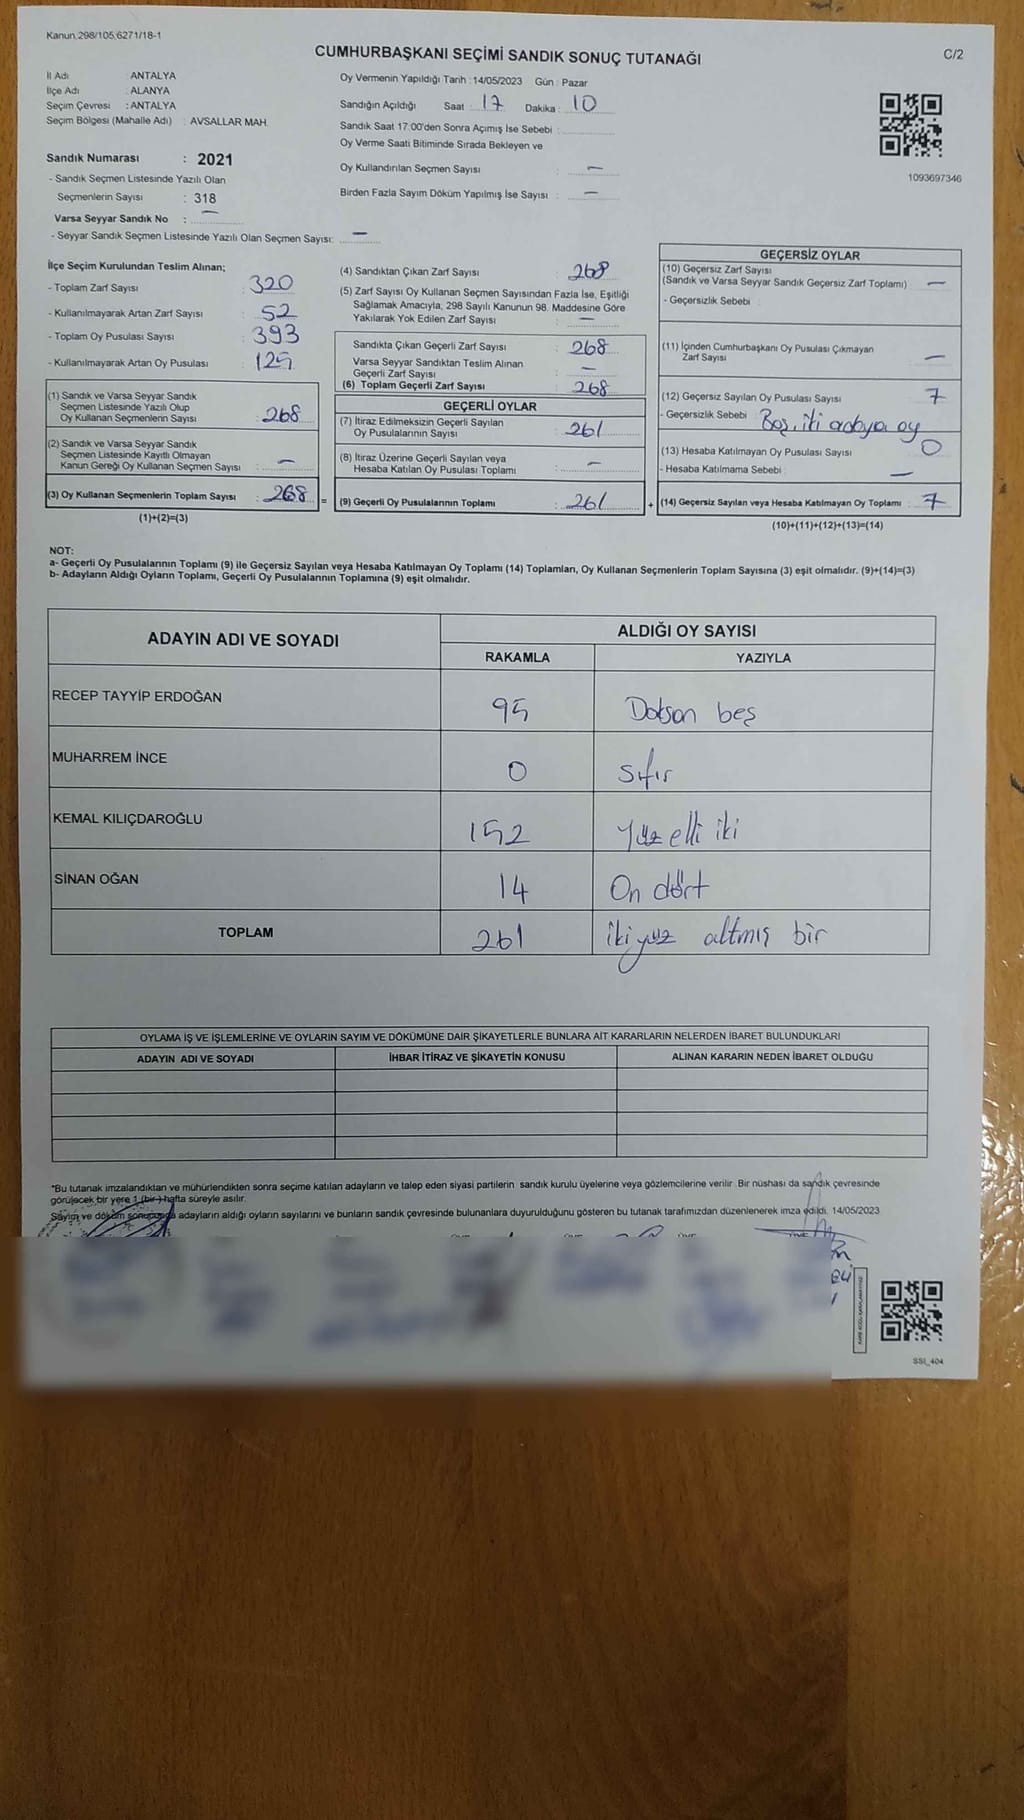 Kanun, 298/105,6271/18-1
CUMHURBAŞKANI SEÇİMİ SANDIK SONUÇ TUTANAĞI
C/2
İl Adı : ANTALYA
İlçe Adı : ALANYA
Seçim Çevresi : ANTALYA
Seçim Bölgesi (Mahalle Adı) : AVSALLAR MAH.
Sandık Numarası : 2021
- Sandık Seçmen Listesinde Yazılı Olan
Seçmenlerin Sayısı : 318
Varsa Seyyar Sandık No : —
- Seyyar Sandık Seçmen Listesinde Yazılı Olan Seçmen Sayısı: —
Oy Vermenin Yapıldığı Tarih : 14/05/2023 Gün : Pazar
Sandığın Açıldığı Saat : 17 Dakika : 10
Sandık Saat 17:00'den Sonra Açımış İse Sebebi :
Oy Verme Saati Bitiminde Sırada Bekleyen ve
Oy Kullandırılan Seçmen Sayısı : —
Birden Fazla Sayım Döküm Yapılmış İse Sayısı : —
1093697346
İlçe Seçim Kurulundan Teslim Alınan;
- Toplam Zarf Sayısı : 320
- Kullanılmayarak Artan Zarf Sayısı : 52
- Toplam Oy Pusulası Sayısı : 393
- Kullanılmayarak Artan Oy Pusulası : 125
(1) Sandık ve Varsa Seyyar Sandık
Seçmen Listesinde Yazılı Olup
Oy Kullanan Seçmenlerin Sayısı : 268
(2) Sandık ve Varsa Seyyar Sandık
Seçmen Listesinde Kayıtlı Olmayan
Kanun Gereği Oy Kullanan Seçmen Sayısı : —
(3) Oy Kullanan Seçmenlerin Toplam Sayısı : 268 =
(1)+(2)=(3)
(4) Sandıktan Çıkan Zarf Sayısı : 268
(5) Zarf Sayısı Oy Kullanan Seçmen Sayısından Fazla İse, Eşitliği
Sağlamak Amacıyla, 298 Sayılı Kanunun 98. Maddesine Göre
Yakılarak Yok Edilen Zarf Sayısı : —
Sandıkta Çıkan Geçerli Zarf Sayısı : 268
Varsa Seyyar Sandıktan Teslim Alınan
Geçerli Zarf Sayısı : —
(6) Toplam Geçerli Zarf Sayısı : 268
GEÇERLİ OYLAR
(7) İtiraz Edilmeksizin Geçerli Sayılan
Oy Pusulalarının Sayısı : 261
(8) İtiraz Üzerine Geçerli Sayılan veya
Hesaba Katılan Oy Pusulası Toplamı : —
(9) Geçerli Oy Pusulalarının Toplamı : 261 +
GEÇERSİZ OYLAR
(10) Geçersiz Zarf Sayısı
(Sandık ve Varsa Seyyar Sandık Geçersiz Zarf Toplamı) : —
- Geçersizlik Sebebi :
(11) İçinden Cumhurbaşkanı Oy Pusulası Çıkmayan
Zarf Sayısı : —
(12) Geçersiz Sayılan Oy Pusulası Sayısı : 7
- Geçersizlik Sebebi : Boş, iki adaya oy
(13) Hesaba Katılmayan Oy Pusulası Sayısı : 0
- Hesaba Katılmama Sebebi : —
(14) Geçersiz Sayılan veya Hesaba Katılmayan Oy Toplamı : 7
(10)+(11)+(12)+(13)=(14)
NOT:
a- Geçerli Oy Pusulalarının Toplamı (9) ile Geçersiz Sayılan veya Hesaba Katılmayan Oy Toplamı (14) Toplamları, Oy Kullanan Seçmenlerin Toplam Sayısına (3) eşit olmalıdır. (9)+(14)=(3)
b- Adayların Aldığı Oyların Toplamı, Geçerli Oy Pusulalarının Toplamına (9) eşit olmalıdır.
ADAYIN ADI VE SOYADI ALDIĞI OY SAYISI
RAKAMLA YAZIYLA
RECEP TAYYİP ERDOĞAN 95 Doksan beş
MUHARREM İNCE 0 sıfır
KEMAL KILIÇDAROĞLU 152 Yüz elli iki
SİNAN OĞAN 14 On dört
TOPLAM 261 iki yüz altmış bir
OYLAMA İŞ VE İŞLEMLERİNE VE OYLARIN SAYIM VE DÖKÜMÜNE DAİR ŞİKAYETLERLE BUNLARA AİT KARARLARIN NELERDEN İBARET BULUNDUKLARI
ADAYIN ADI VE SOYADI İHBAR İTİRAZ VE ŞİKAYETİN KONUSU ALINAN KARARIN NEDEN İBARET OLDUĞU
*Bu tutanak imzalandıktan ve mühürlendikten sonra seçime katılan adayların ve talep eden siyasi partilerin sandık kurulu üyelerine veya gözlemcilerine verilir. Bir nüshası da sandık çevresinde
görülecek bir yere 1 (bir) hafta süreyle asılır.
Sayım ve döküm sonucunda adayların aldığı oyların sayılarını ve bunların sandık çevresinde bulunanlara duyurulduğunu gösteren bu tutanak tarafımızdan düzenlenerek imza edildi. 14/05/2023
SSI_404